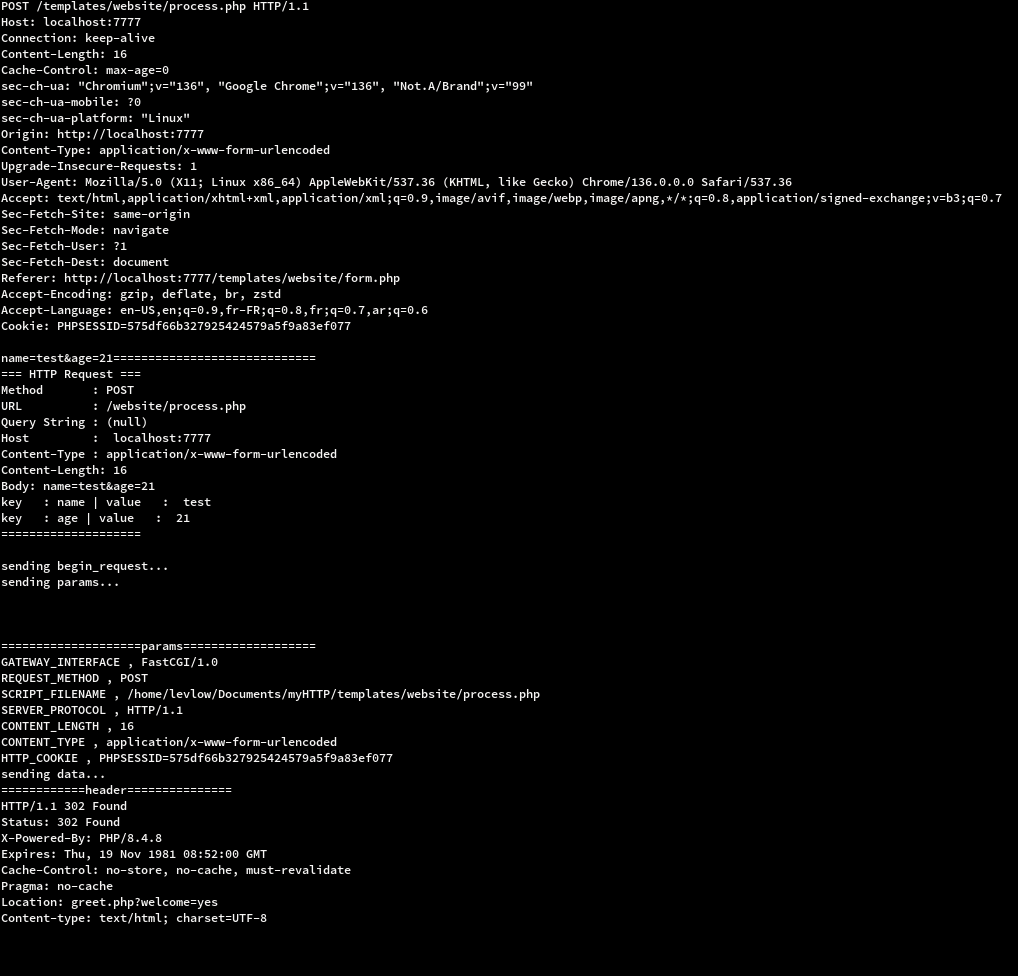 POST /templates/website/process.php HTTP/1.1
Host: localhost:7777
Connection: keep-alive
Content-Length: 16
Cache-Control: max-age=0
sec-ch-ua: "Chromium";v="136", "Google Chrome";v="136", "Not.A/Brand";v="99"
sec-ch-ua-mobile: ?0
sec-ch-ua-platform: "Linux"
Origin: http://localhost:7777
Content-Type: application/x-www-form-urlencoded
Upgrade-Insecure-Requests: 1
User-Agent: Mozilla/5.0 (X11; Linux x86_64) AppleWebKit/537.36 (KHTML, like Gecko) Chrome/136.0.0.0 Safari/537.36
Accept: text/html,application/xhtml+xml,application/xml;q=0.9,image/avif,image/webp,image/apng,*/*;q=0.8,application/signed-exchange;v=b3;q=0.7
Sec-Fetch-Site: same-origin
Sec-Fetch-Mode: navigate
Sec-Fetch-User: ?1
Sec-Fetch-Dest: document
Referer: http://localhost:7777/templates/website/form.php
Accept-Encoding: gzip, deflate, br, zstd
Accept-Language: en-US,en;q=0.9,fr-FR;q=0.8,fr;q=0.7,ar;q=0.6
Cookie: PHPSESSID=575df66b327925424579a5f9a83ef077

name=test&age=21=============================
=== HTTP Request ===
Method       : POST
URL          : /website/process.php
Query String : (null)
Host         :  localhost:7777
Content-Type : application/x-www-form-urlencoded
Content-Length: 16
Body: name=test&age=21
key   : name | value   :  test
key   : age | value   :  21
====================

sending begin_request...
sending params...

====================params===================
GATEWAY_INTERFACE , FastCGI/1.0
REQUEST_METHOD , POST
SCRIPT_FILENAME , /home/levlow/Documents/myHTTP/templates/website/process.php
SERVER_PROTOCOL , HTTP/1.1
CONTENT_LENGTH , 16
CONTENT_TYPE , application/x-www-form-urlencoded
HTTP_COOKIE , PHPSESSID=575df66b327925424579a5f9a83ef077
sending data...
============header===============
HTTP/1.1 302 Found
Status: 302 Found
X-Powered-By: PHP/8.4.8
Expires: Thu, 19 Nov 1981 08:52:00 GMT
Cache-Control: no-store, no-cache, must-revalidate
Pragma: no-cache
Location: greet.php?welcome=yes
Content-type: text/html; charset=UTF-8